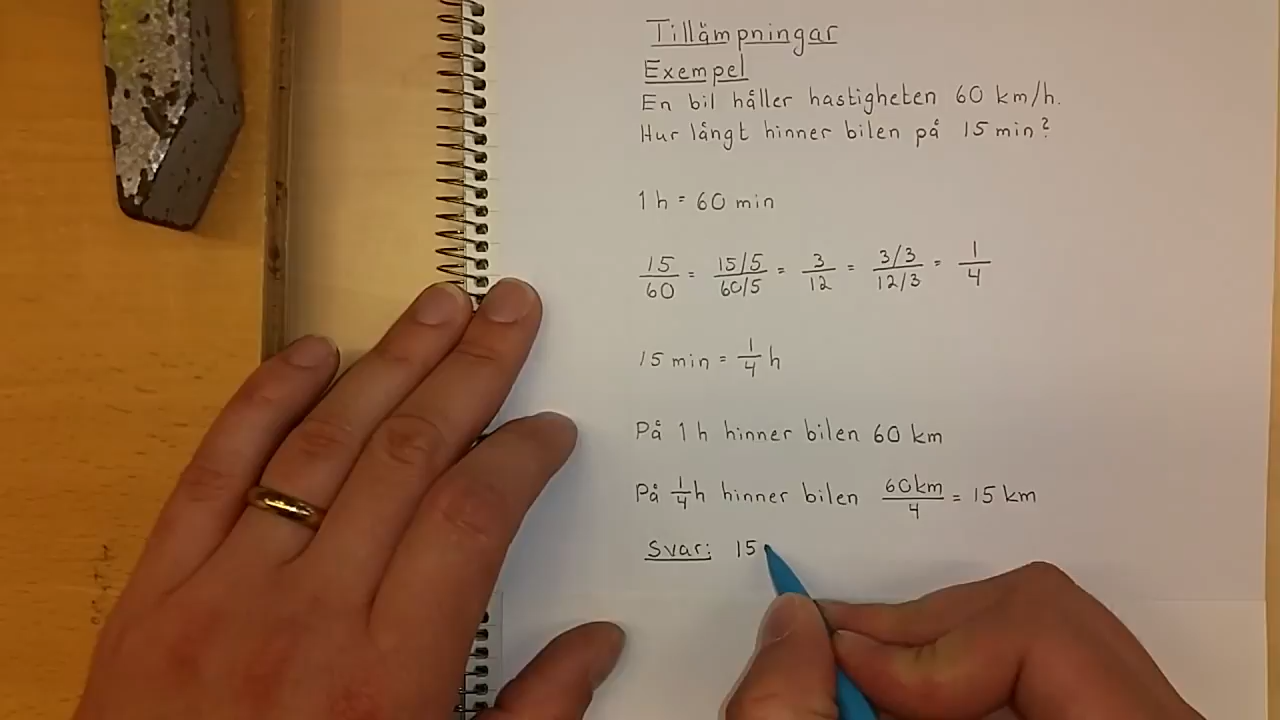 Tillämpningar
Exempel
En bil håller hastigheten 60 km/h.
Hur långt hinner bilen på 15 min?
1 h = 60 min
15/60 = (15/5)/(60/5) = 3/12 = (3/3)/(12/3) = 1/4
15 min = 1/4 h
På 1 h hinner bilen 60 km
På 1/4 h hinner bilen 60 km/4 = 15 km
Svar: 15